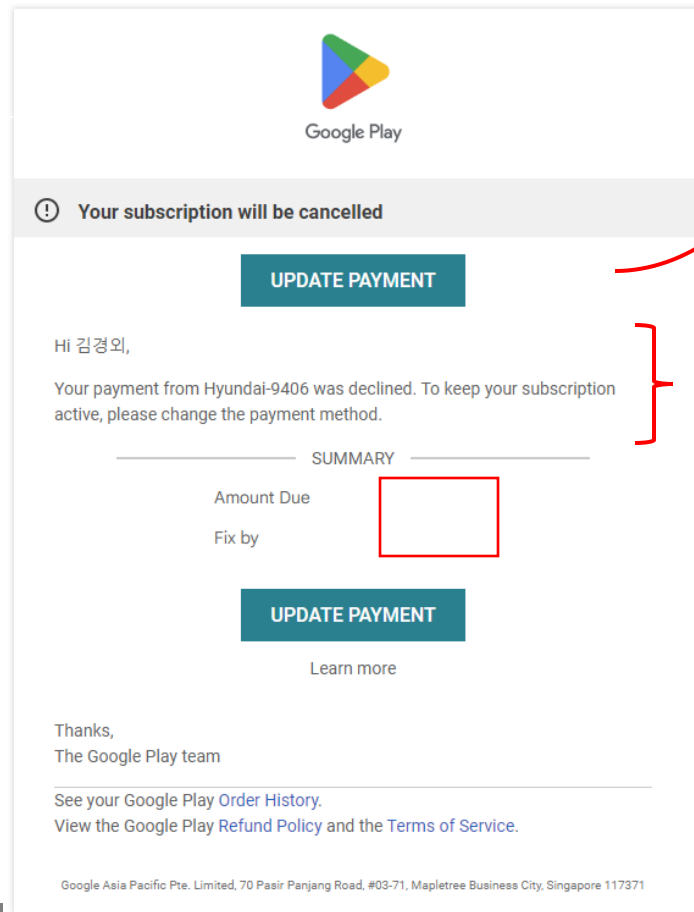 Google Play
Your subscription will be cancelled
UPDATE PAYMENT
Hi 김경외,
Your payment from Hyundai-9406 was declined. To keep your subscription
active, please change the payment method.
SUMMARY
Amount Due
Fix by
UPDATE PAYMENT
Learn more
Thanks,
The Google Play team
See your Google Play Order History.
View the Google Play Refund Policy and the Terms of Service.
Google Asia Pacific Pte. Limited, 70 Pasir Panjang Road, #03-71, Mapletree Business City, Singapore 117371